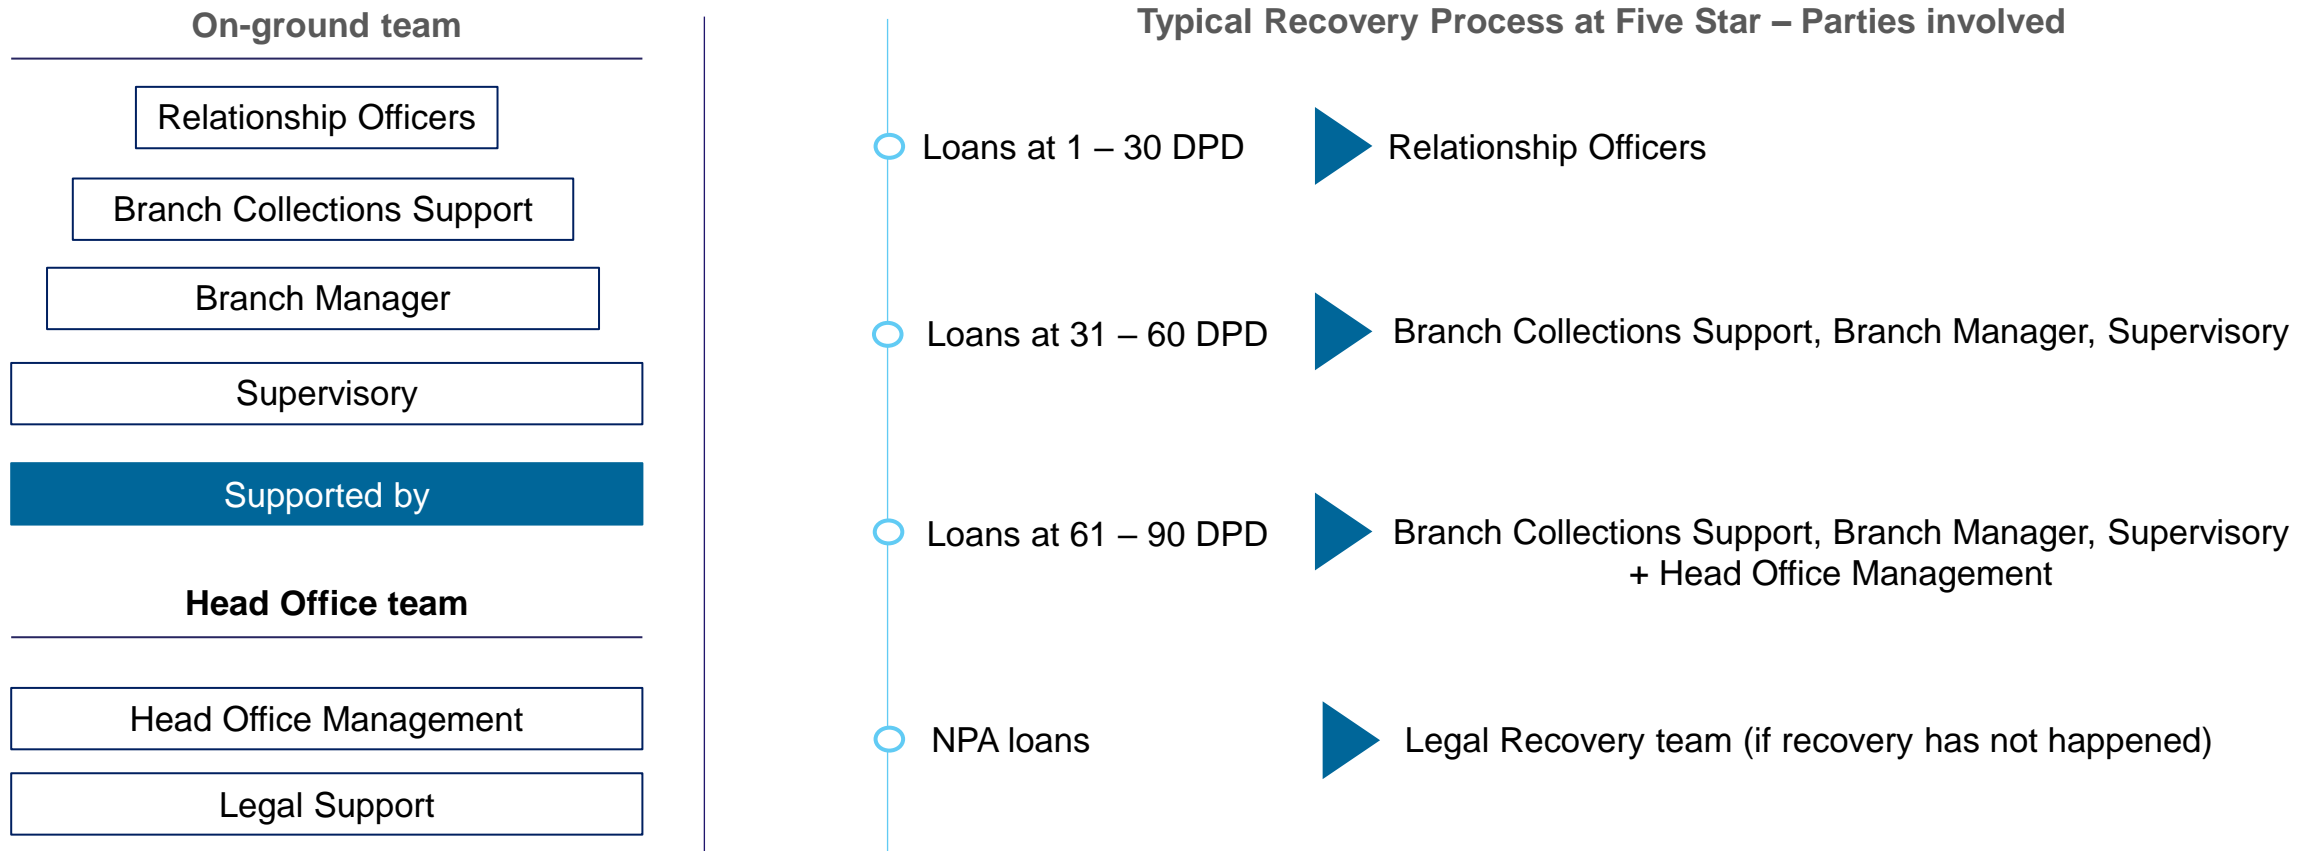 On-ground team
Relationship Officers
Branch Collections Support
Branch Manager
Supervisory
Supported by
Head Office team
Head Office Management
Legal Support
Typical Recovery Process at Five Star – Parties involved
Loans at 1 – 30 DPD
Relationship Officers
Loans at 31 – 60 DPD
Branch Collections Support, Branch Manager, Supervisory
Loans at 61 – 90 DPD
Branch Collections Support, Branch Manager, Supervisory
+ Head Office Management
NPA loans
Legal Recovery team (if recovery has not happened)